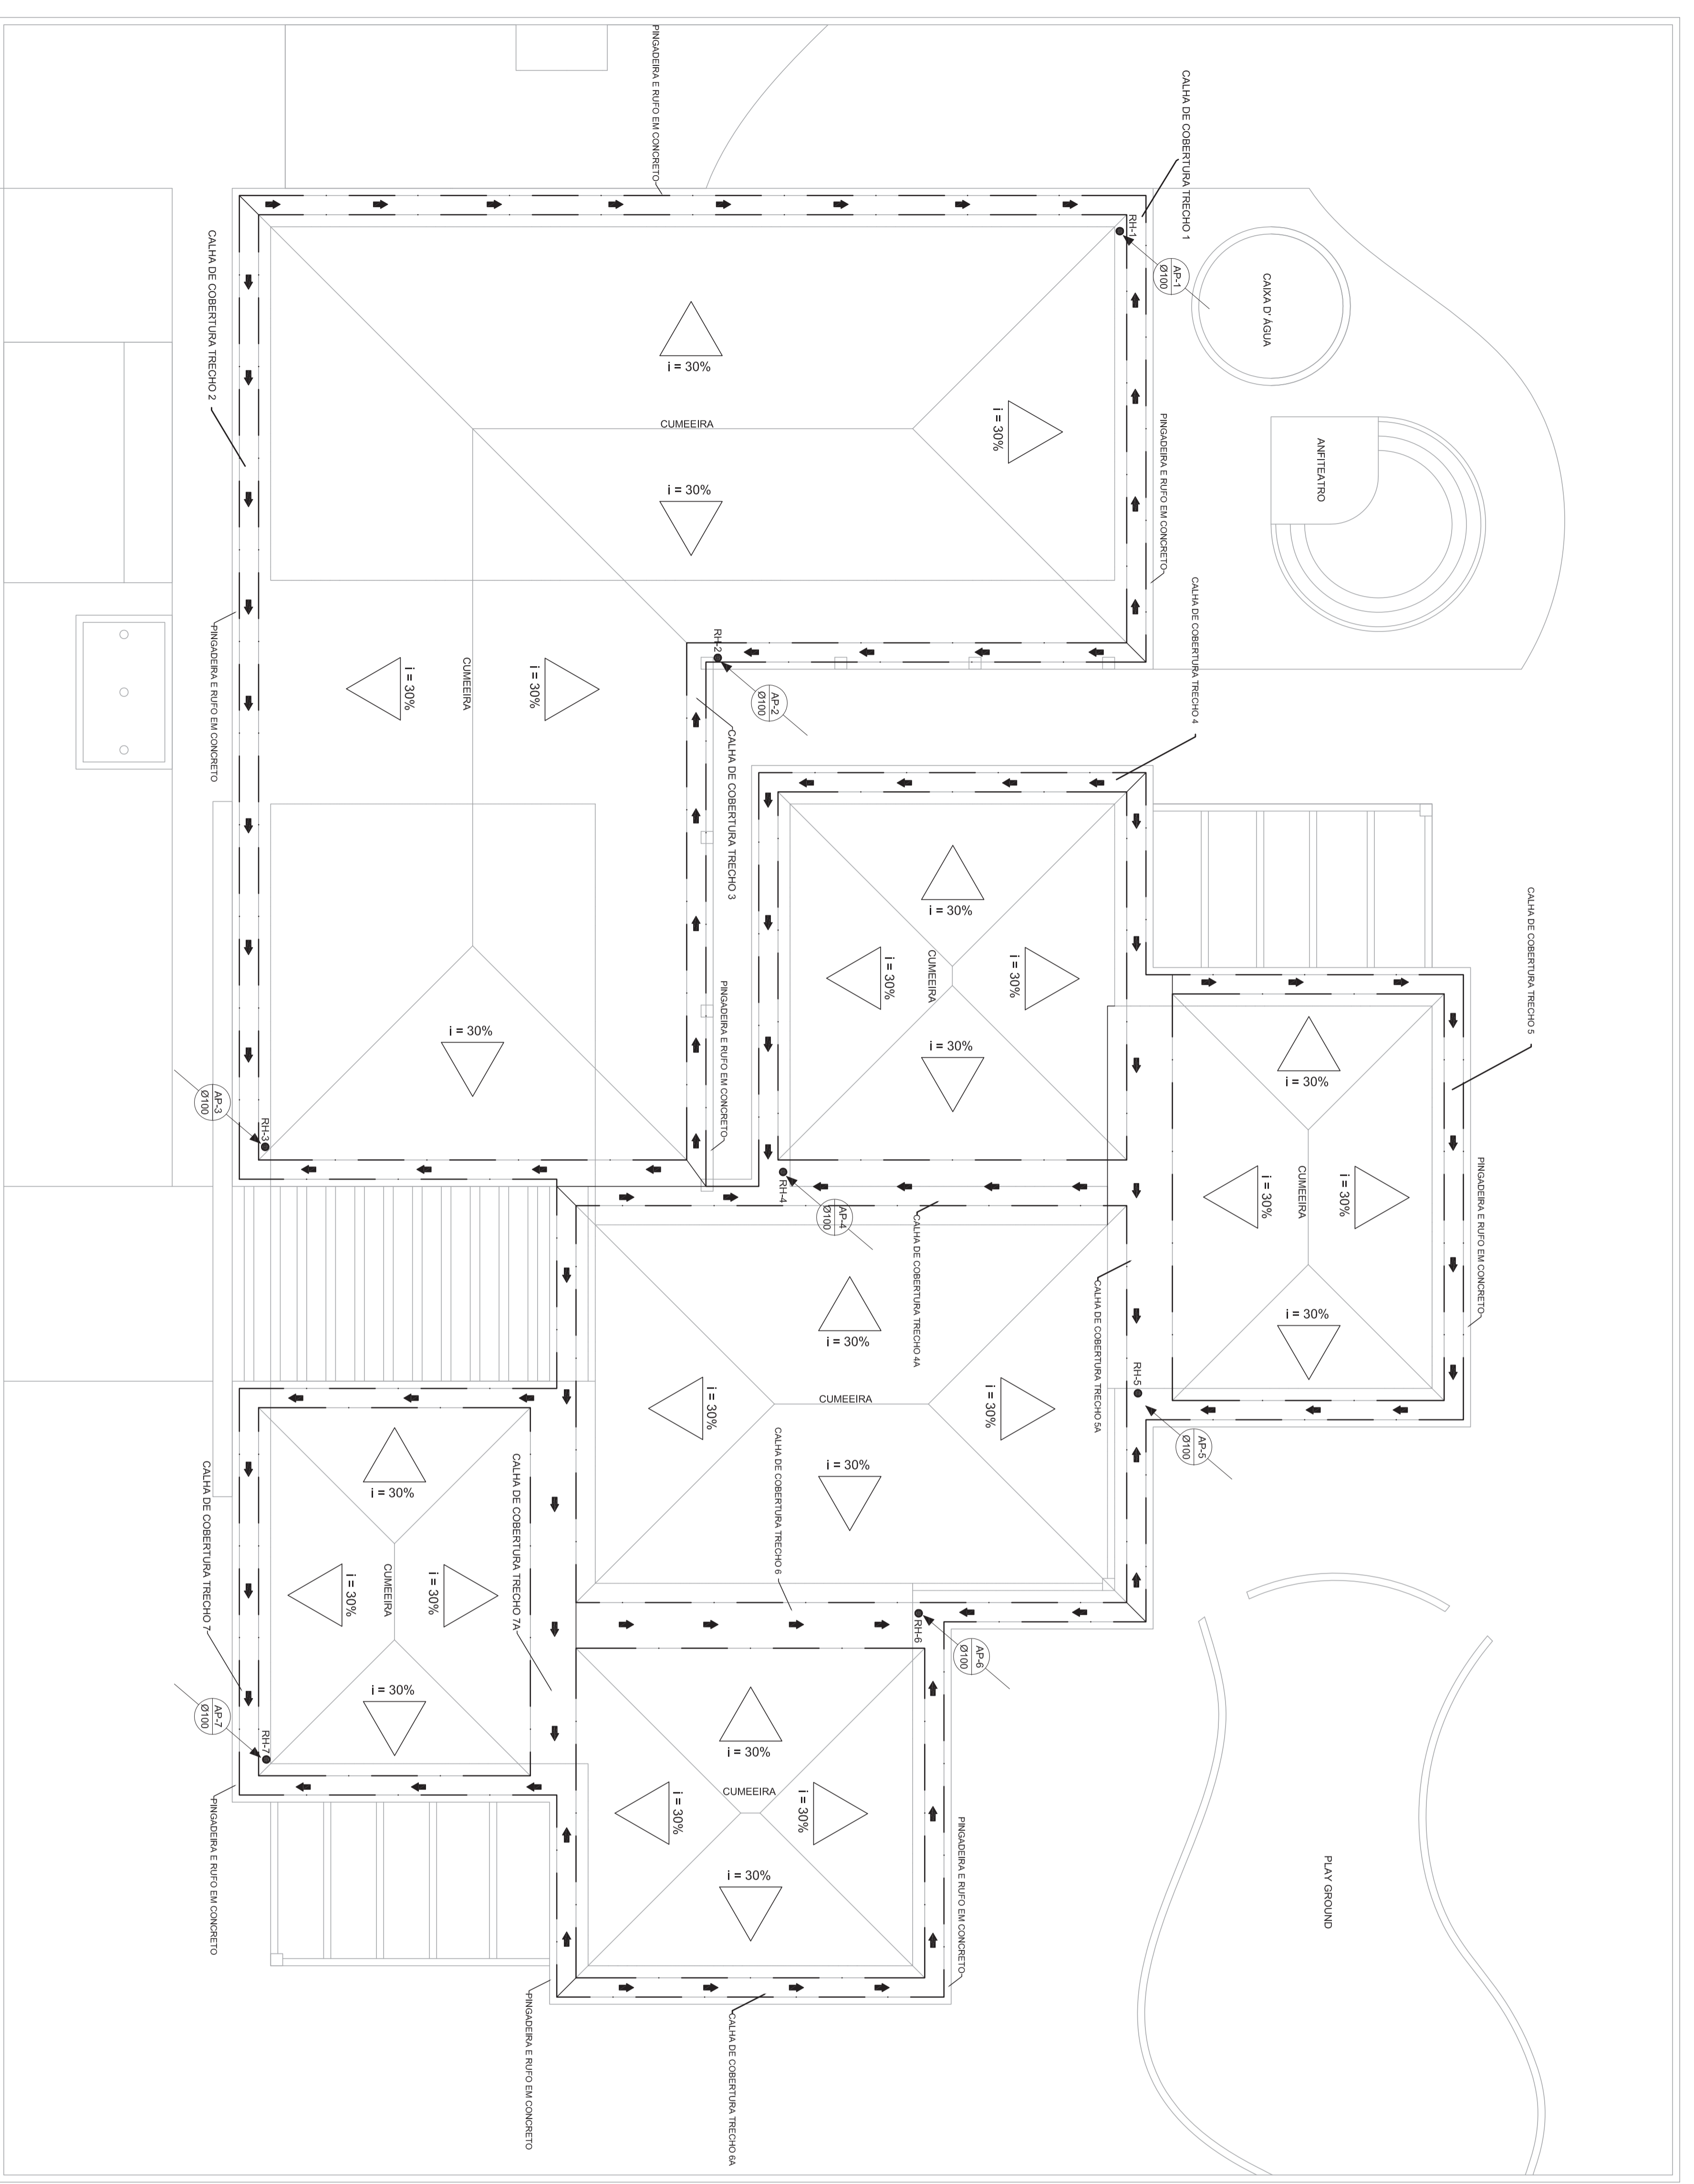 PINGADEIRA E RUFO EM CONCRETO
CALHA DE COBERTURA TRECHO 1
RH-1
AP-1
Ø100
CAIXA D' ÁGUA
CALHA DE COBERTURA TRECHO 2
i = 30%
i = 30%
CUMEEIRA
ANFITEATRO
PINGADEIRA E RUFO EM CONCRETO
i = 30%
CALHA DE COBERTURA TRECHO 4
PINGADEIRA E RUFO EM CONCRETO
RH-2
AP-2
Ø100
i = 30%
CUMEEIRA
i = 30%
CALHA DE COBERTURA TRECHO 3
i = 30%
i = 30%
CUMEEIRA
i = 30%
i = 30%
CALHA DE COBERTURA TRECHO 5
PINGADEIRA E RUFO EM CONCRETO
i = 30%
AP-3
Ø100
RH-3
RH-4
AP-4
Ø100
i = 30%
i = 30%
CUMEEIRA
i = 30%
i = 30%
PINGADEIRA E RUFO EM CONCRETO
CALHA DE COBERTURA TRECHO 4A
CALHA DE COBERTURA TRECHO 5A
i = 30%
i = 30%
CUMEEIRA
i = 30%
i = 30%
RH-5
AP-5
Ø100
CALHA DE COBERTURA TRECHO 6
CALHA DE COBERTURA TRECHO 7
CALHA DE COBERTURA TRECHO 7A
i = 30%
i = 30%
CUMEEIRA
i = 30%
i = 30%
RH-6
AP-6
Ø100
AP-7
Ø100
RH-7
i = 30%
i = 30%
CUMEEIRA
i = 30%
i = 30%
PINGADEIRA E RUFO EM CONCRETO
PINGADEIRA E RUFO EM CONCRETO
PLAY GROUND
PINGADEIRA E RUFO EM CONCRETO
CALHA DE COBERTURA TRECHO 6A